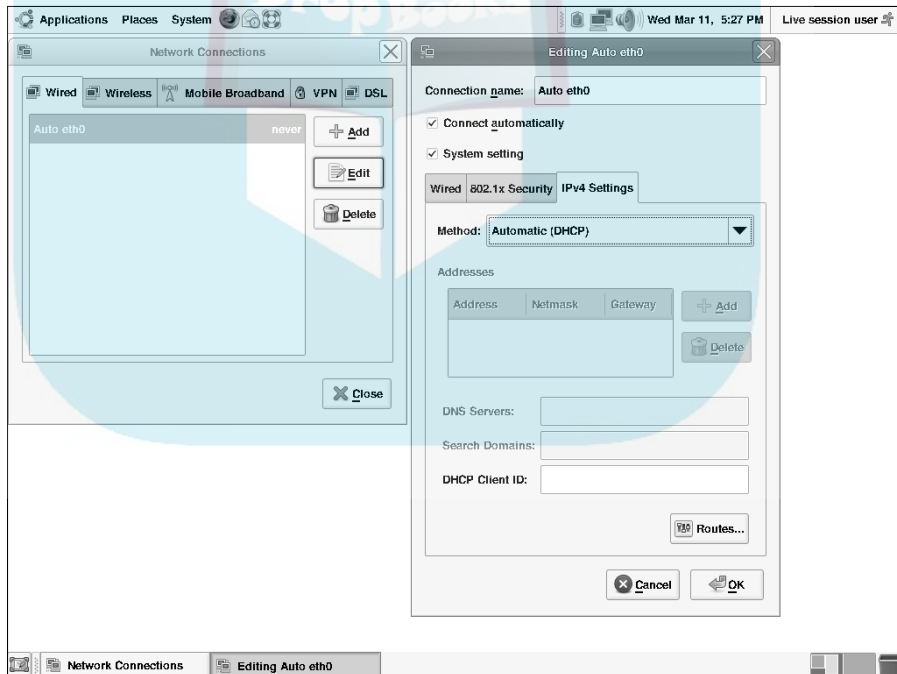 Applications Places System
Wed Mar 11, 5:27 PM Live session user
Network Connections
Wired Wireless Mobile Broadband VPN DSL
Auto eth0 never
Add
Edit
Delete
Close
Editing Auto eth0
Connection name: Auto eth0
Connect automatically
System setting
Wired 802.1x Security IPv4 Settings
Method: Automatic (DHCP)
Addresses
Address Netmask Gateway
Add
Delete
DNS Servers:
Search Domains:
DHCP Client ID:
Routes...
Cancel OK
Network Connections Editing Auto eth0